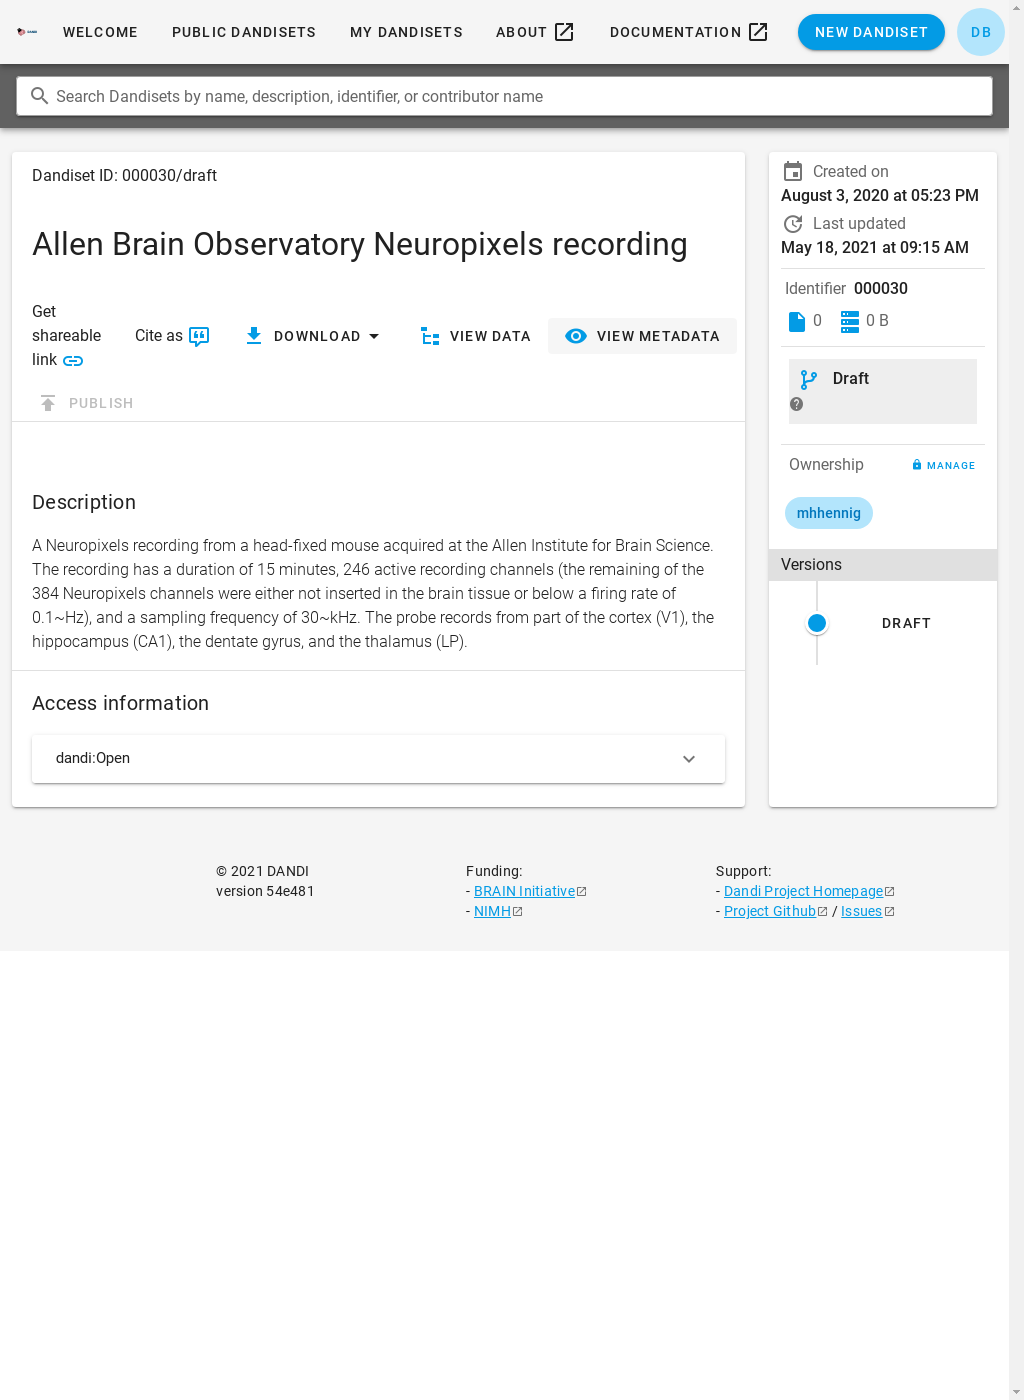 WELCOME
PUBLIC DANDISETS
MY DANDISETS
ABOUT
DOCUMENTATION
NEW DANDISET
DB
Search Dandisets by name, description, identifier, or contributor name
Dandiset ID: 000030/draft
Allen Brain Observatory Neuropixels recording
Get
shareable
link
Cite as
DOWNLOAD
VIEW DATA
VIEW METADATA
PUBLISH
Description
A Neuropixels recording from a head-fixed mouse acquired at the Allen Institute for Brain Science.
The recording has a duration of 15 minutes, 246 active recording channels (the remaining of the
384 Neuropixels channels were either not inserted in the brain tissue or below a firing rate of
0.1~Hz), and a sampling frequency of 30~kHz. The probe records from part of the cortex (V1), the
hippocampus (CA1), the dentate gyrus, and the thalamus (LP).
Access information
dandi:Open
Created on
August 3, 2020 at 05:23 PM
Last updated
May 18, 2021 at 09:15 AM
Identifier 000030
0
0 B
Draft
Ownership
MANAGE
mhhennig
Versions
DRAFT
© 2021 DANDI
version 54e481
Funding:
- BRAIN Initiative
- NIMH
Support:
- Dandi Project Homepage
- Project Github / Issues